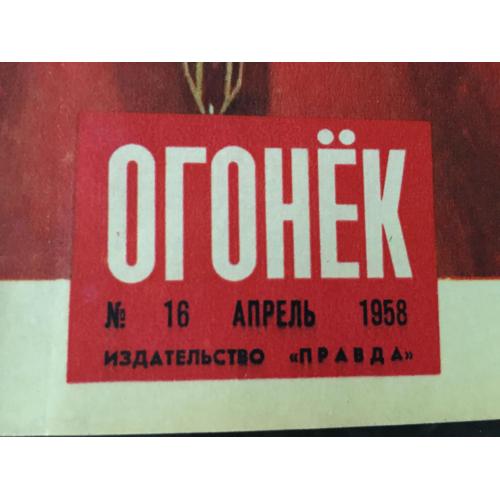 ОГОНЁК
№ 16 АПРЕЛЬ 1958
ИЗДАТЕЛЬСТВО «ПРАВДА»